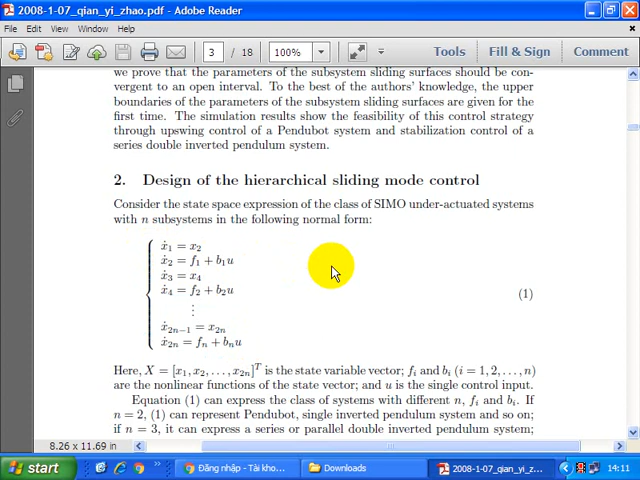 2008-1-07_qian_yi_zhao.pdf - Adobe Reader
File Edit View Window Help
3 / 18 100% Tools Fill & Sign Comment
we prove that the parameters of the subsystem sliding surfaces should be con-
vergent to an open interval. To the best of the authors' knowledge, the upper
boundaries of the parameters of the subsystem sliding surfaces are given for the
first time. The simulation results show the feasibility of this control strategy
through upswing control of a Pendubot system and stabilization control of a
series double inverted pendulum system.
2. Design of the hierarchical sliding mode control
Consider the state space expression of the class of SIMO under-actuated systems
with n subsystems in the following normal form:
ẋ₁ = x₂
ẋ₂ = f₁ + b₁u
ẋ₃ = x₄
ẋ₄ = f₂ + b₂u
⋮
ẋ₂ₙ₋₁ = x₂ₙ
ẋ₂ₙ = fₙ + bₙu
(1)
Here, X = [x₁, x₂, . . . , x₂ₙ]ᵀ is the state variable vector; fᵢ and bᵢ (i = 1, 2, . . . , n)
are the nonlinear functions of the state vector; and u is the single control input.
Equation (1) can express the class of systems with different n, fᵢ and bᵢ. If
n = 2, (1) can represent Pendubot, single inverted pendulum system and so on;
if n = 3, it can express a series or parallel double inverted pendulum system;
8.26 x 11.69 in
start Đăng nhập - Tài kho... Downloads 2008-1-07_qian_yi_z... 14:11